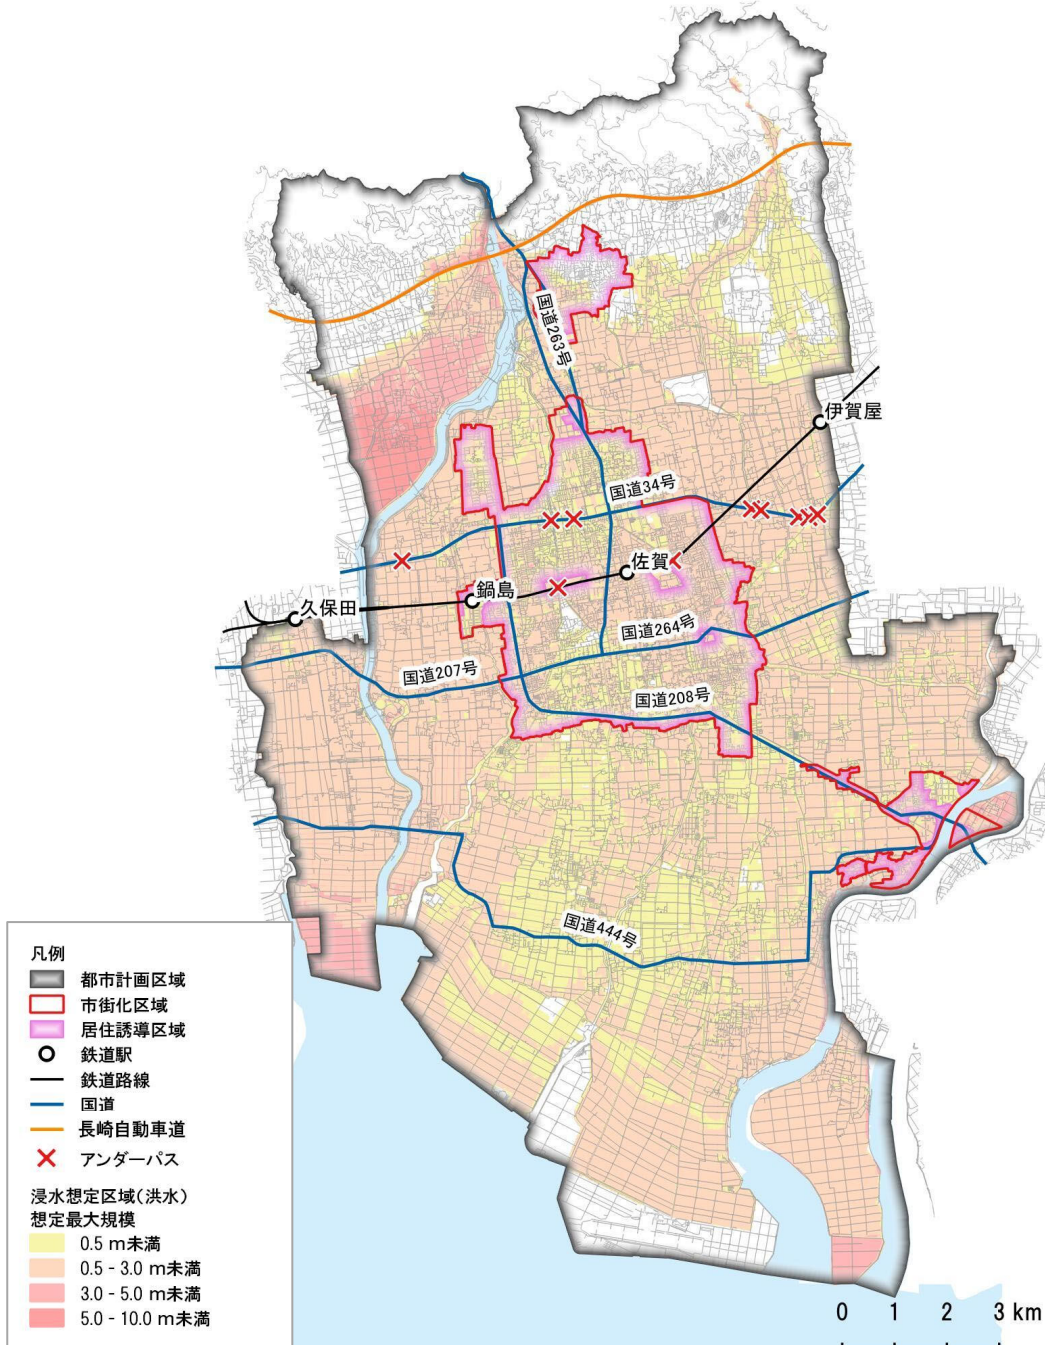 国道263号
伊賀屋
国道34号
佐賀
鍋島
久保田
国道264号
国道207号
国道208号
国道444号
凡例
都市計画区域
市街化区域
居住誘導区域
鉄道駅
鉄道路線
国道
長崎自動車道
アンダーパス
浸水想定区域(洪水)
想定最大規模
0.5 m未満
0.5 - 3.0 m未満
3.0 - 5.0 m未満
5.0 - 10.0 m未満
0 1 2 3 km